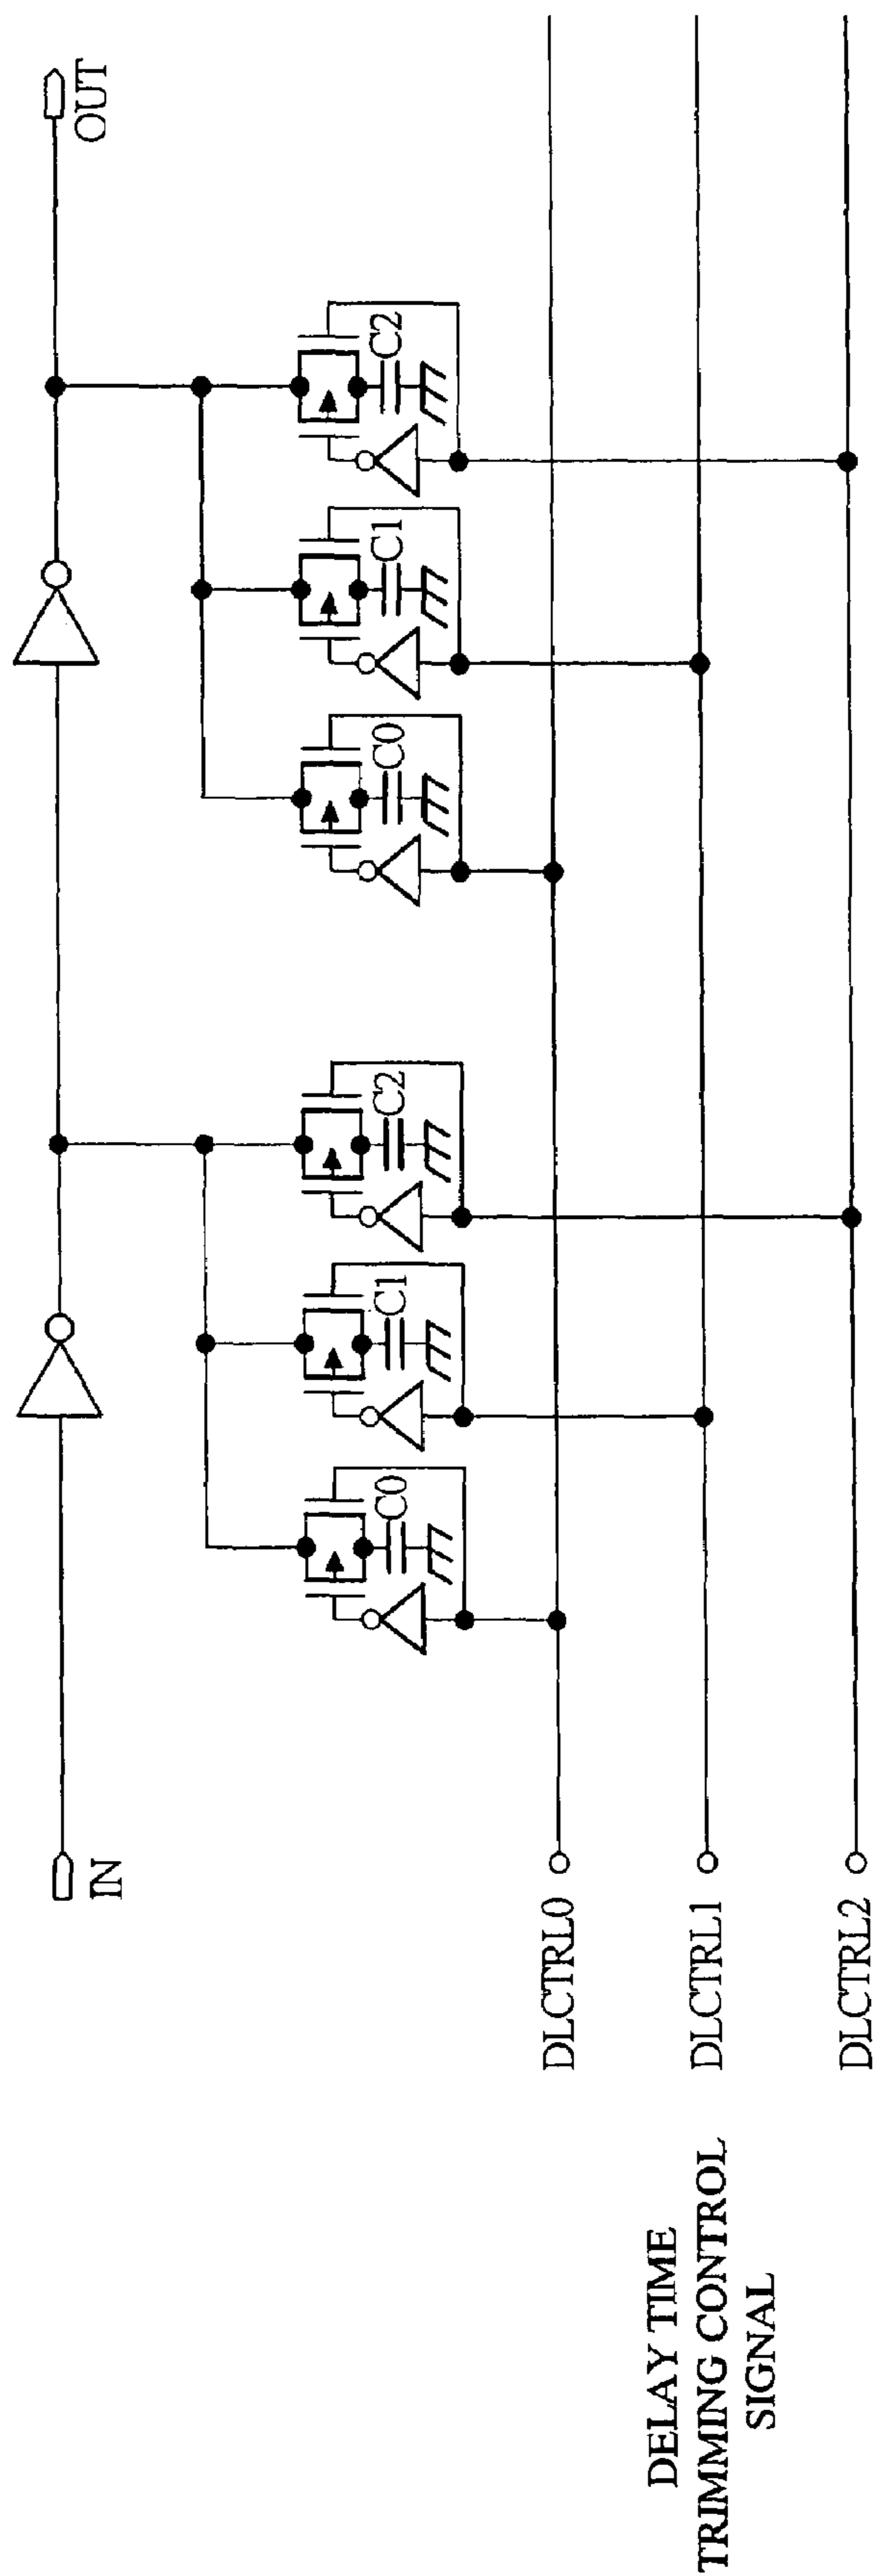 IN
OUT
C0
C1
C2
C0
C1
C2
DLCTRL0
DELAY TIME
TRIMMING CONTROL
SIGNAL
DLCTRL1
DLCTRL2